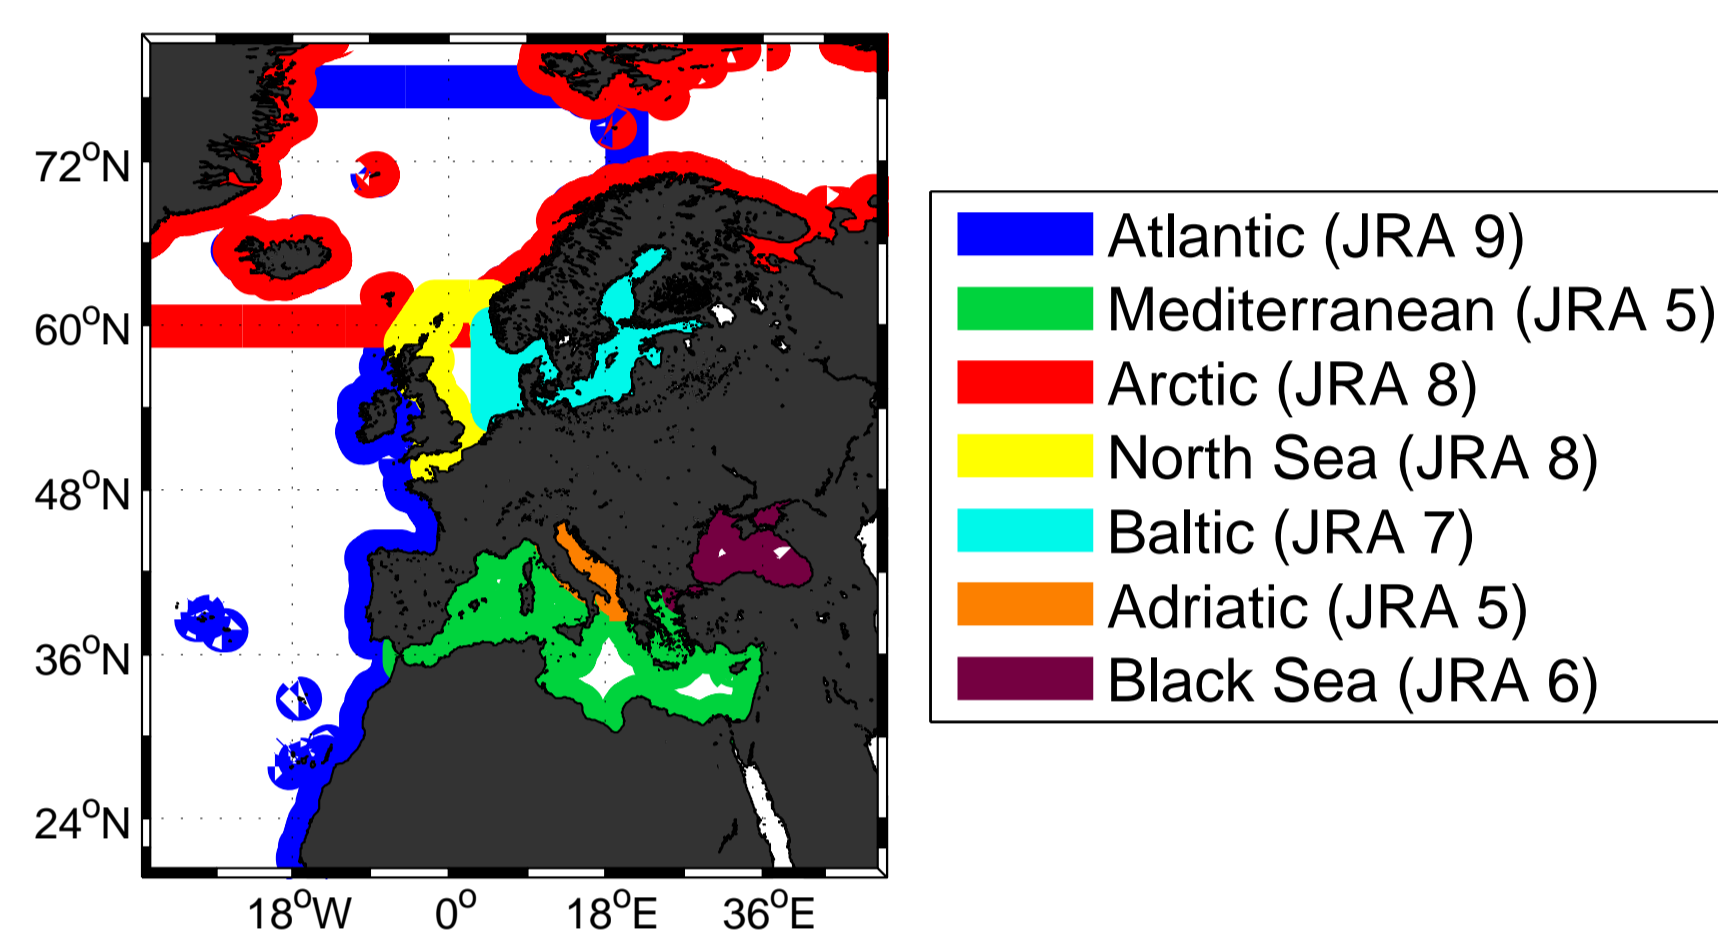 72°N
60°N
48°N
36°N
24°N
18°W 0° 18°E 36°E
Atlantic (JRA 9)
Mediterranean (JRA 5)
Arctic (JRA 8)
North Sea (JRA 8)
Baltic (JRA 7)
Adriatic (JRA 5)
Black Sea (JRA 6)